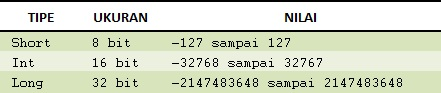 TIPE UKURAN NILAI
Short 8 bit −127 sampai 127
Int 16 bit −32768 sampai 32767
Long 32 bit −2147483648 sampai 2147483648